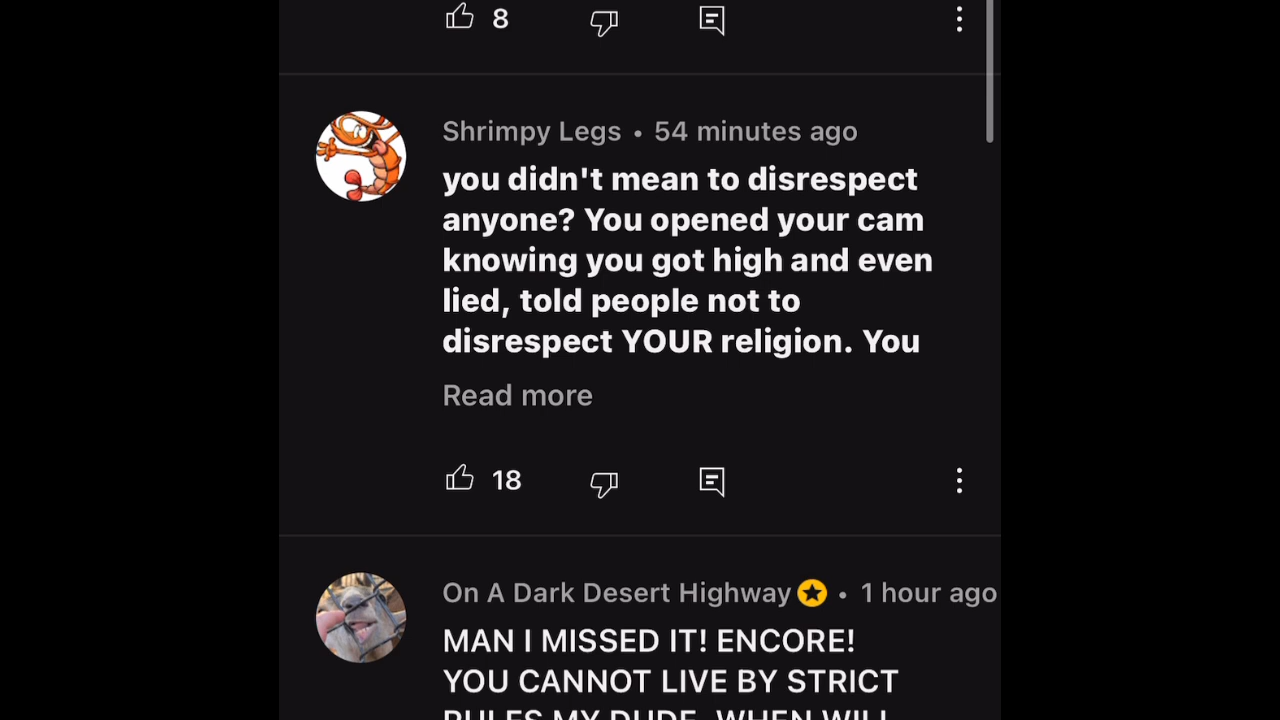 8
Shrimpy Legs • 54 minutes ago
you didn't mean to disrespect
anyone? You opened your cam
knowing you got high and even
lied, told people not to
disrespect YOUR religion. You
Read more
18
On A Dark Desert Highway • 1 hour ago
MAN I MISSED IT! ENCORE!
YOU CANNOT LIVE BY STRICT
RULES MY DUDE. WHEN WILL